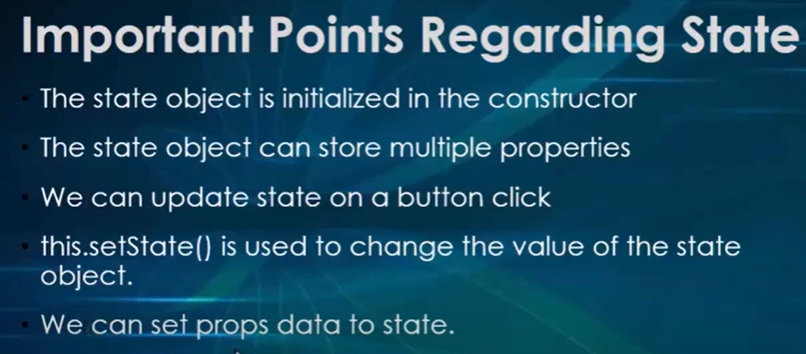 Important Points Regarding State
• The state object is initialized in the constructor
• The state object can store multiple properties
• We can update state on a button click
• this.setState() is used to change the value of the state
object.
• We can set props data to state.